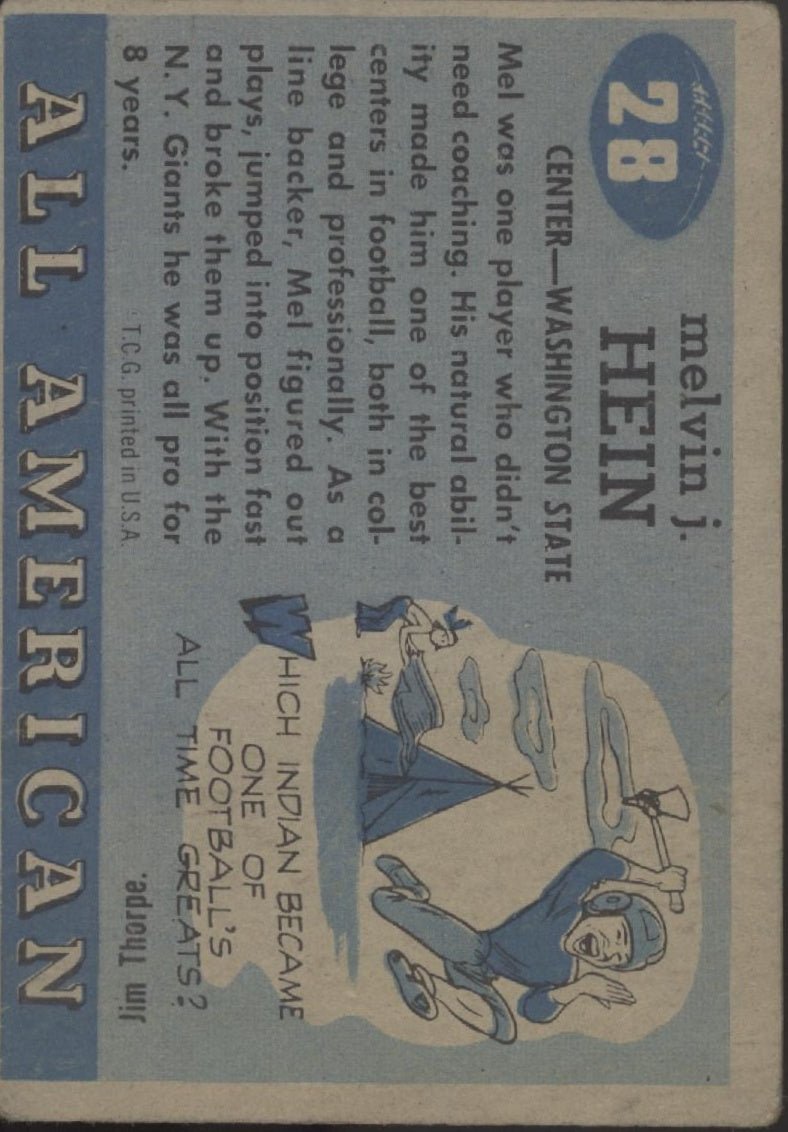 28
melvin j.
HEIN
CENTER—WASHINGTON STATE
Mel was one player who didn't
need coaching. His natural abil-
ity made him one of the best
centers in football, both in col-
lege and professionally. As a
line backer, Mel figured out
plays, jumped into position fast
and broke them up. With the
N.Y. Giants he was all pro for
8 years.
T.C.G. printed in U.S.A.
WHICH INDIAN BECAME
ONE OF
FOOTBALL'S
ALL TIME GREATS?
Jim Thorpe.
ALL AMERICAN